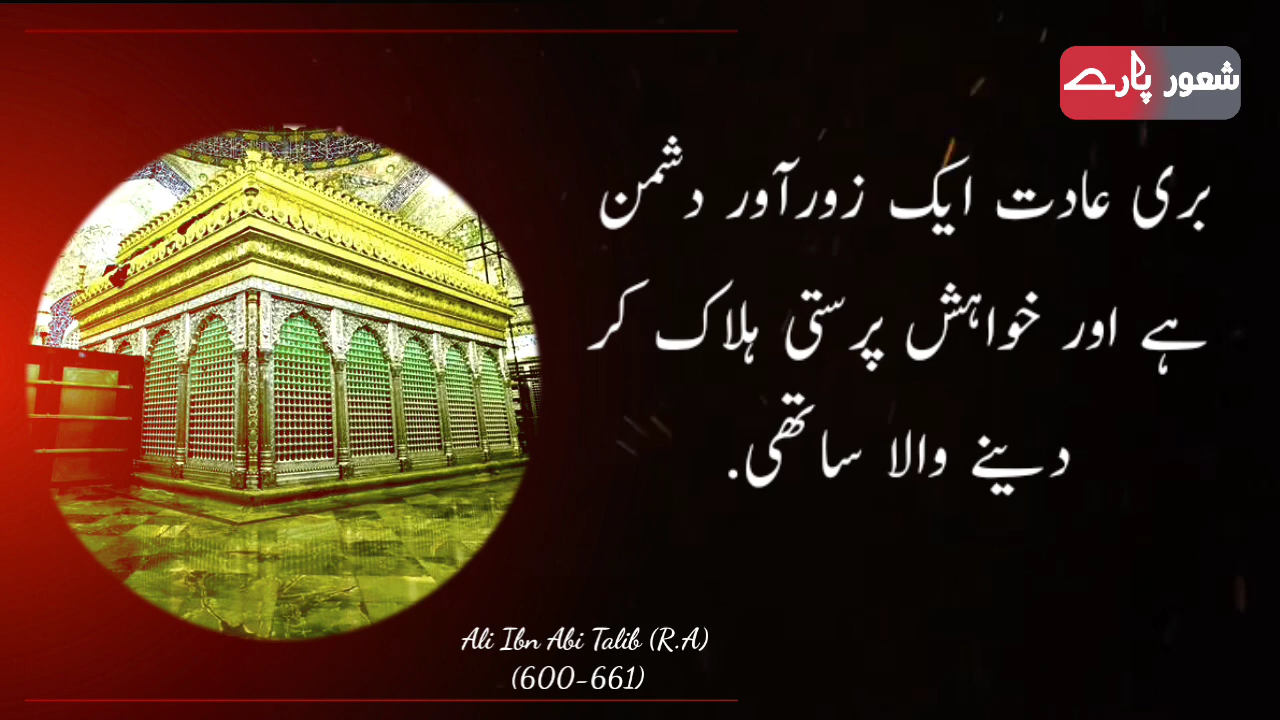 شعور پارے
بری عادت ایک زورآور دشمن
ہے اور خواہش پرستی ہلاک کر
دینے والا ساتھی.
Ali Ibn Abi Talib (R.A)
(600-661)